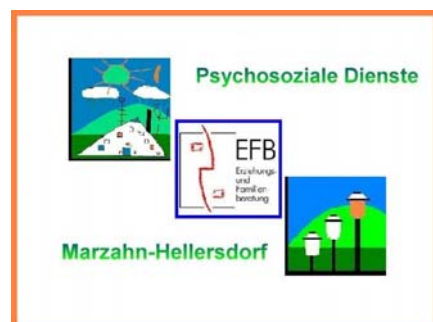 Psychosoziale Dienste
EFB
Erziehungs-
und
Familien
beratung
Marzahn-Hellersdorf